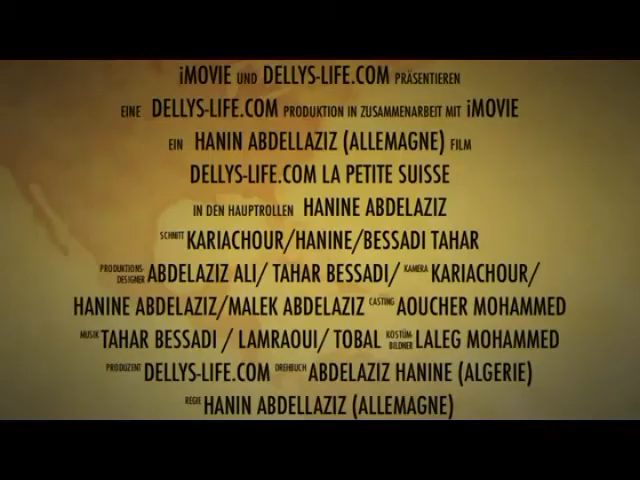 iMOVIE UND DELLYS-LIFE.COM PRÄSENTIEREN
EINE DELLYS-LIFE.COM PRODUKTION IN ZUSAMMENARBEIT MIT iMOVIE
EIN HANIN ABDELLAZIZ (ALLEMAGNE) FILM
DELLYS-LIFE.COM LA PETITE SUISSE
IN DEN HAUPTROLLEN HANINE ABDELAZIZ
SCHNITT KARIACHOUR/HANINE/BESSADI TAHAR
PRODUKTIONS-DESIGNER ABDELAZIZ ALI/ TAHAR BESSADI/ KAMERA KARIACHOUR/
HANINE ABDELAZIZ/MALEK ABDELAZIZ CASTING AOUCHER MOHAMMED
MUSIK TAHAR BESSADI / LAMRAOUI/ TOBAL KOSTÜM-BILDNER LALEG MOHAMMED
PRODUZENT DELLYS-LIFE.COM DREHBUCH ABDELAZIZ HANINE (ALGERIE)
REGIE HANIN ABDELLAZIZ (ALLEMAGNE)